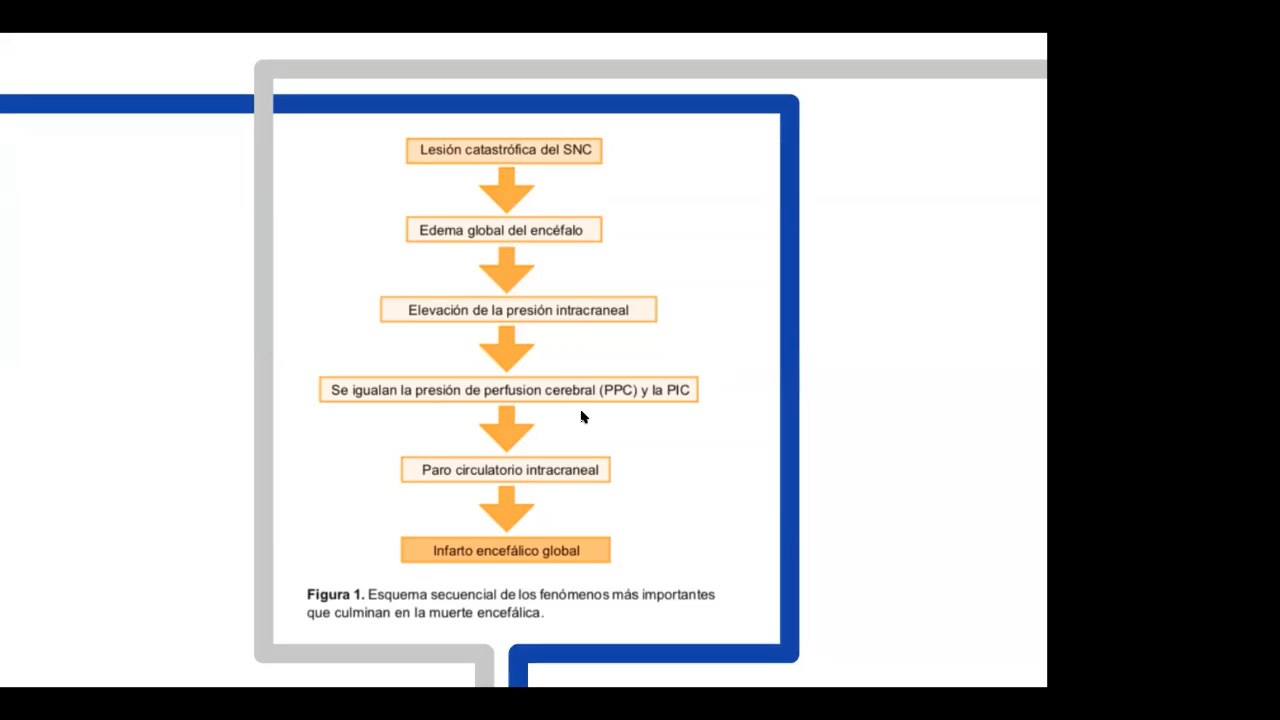 Lesión catastrófica del SNC
Edema global del encéfalo
Elevación de la presión intracraneal
Se igualan la presión de perfusion cerebral (PPC) y la PIC
Paro circulatorio intracraneal
Infarto encefálico global
Figura 1. Esquema secuencial de los fenómenos más importantes
que culminan en la muerte encefálica.